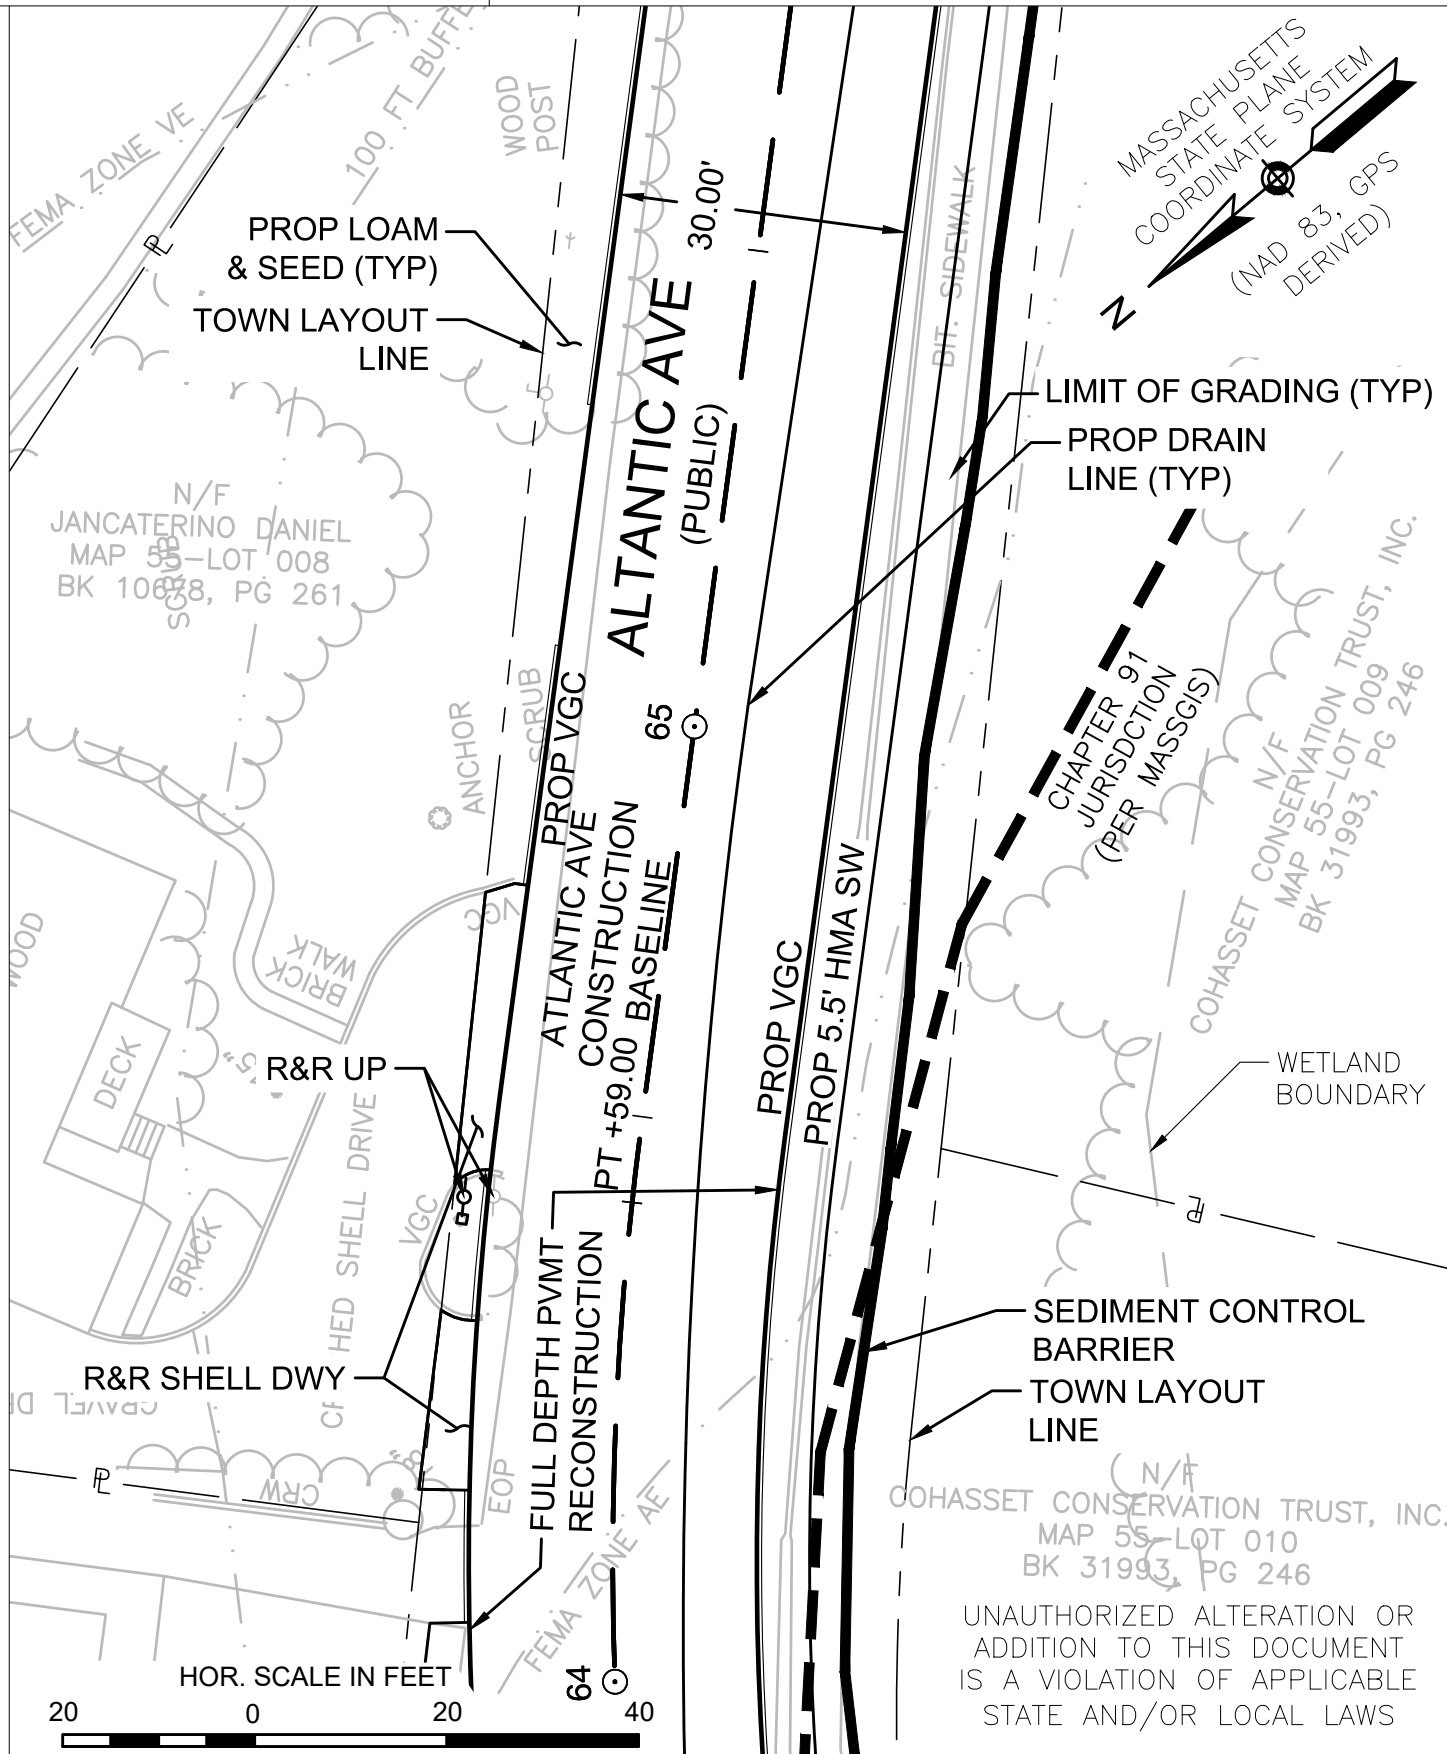 FEMA ZONE VE
100 FT BUFFE
WOOD
POST
MASSACHUSETTS
STATE PLANE
COORDINATE SYSTEM
(NAD 83, GPS
DERIVED)
N
PL
PROP LOAM
& SEED (TYP)
TOWN LAYOUT
LINE
30.00'
ALTANTIC AVE
(PUBLIC)
BIT. SIDEWALK
LIMIT OF GRADING (TYP)
PROP DRAIN
LINE (TYP)
N/F
JANCATERINO DANIEL
MAP 55-LOT 008
BK 10678, PG 261
SCRUB
N/F
COHASSET CONSERVATION TRUST, INC.
MAP 55-LOT 009
BK 31993, PG 246
CHAPTER 91
JURISDCTION
(PER MASSGIS)
65
ANCHOR
SCRUB
PROP VGC
ATLANTIC AVE
CONSTRUCTION
BASELINE
PT +59.00
PROP VGC
PROP 5.5' HMA SW
WOOD
VGC
BRICK
WALK
DECK
R&R UP
WETLAND
BOUNDARY
PL
VGC
BRICK
HED SHELL DRIVE
R&R SHELL DWY
FULL DEPTH PVMT
RECONSTRUCTION
SEDIMENT CONTROL
BARRIER
TOWN LAYOUT
LINE
PL
CRW
EOP
FEMA ZONE AE
N/F
COHASSET CONSERVATION TRUST, INC.
MAP 55-LOT 010
BK 31993, PG 246
64
UNAUTHORIZED ALTERATION OR
ADDITION TO THIS DOCUMENT
IS A VIOLATION OF APPLICABLE
STATE AND/OR LOCAL LAWS
HOR. SCALE IN FEET
20 0 20 40